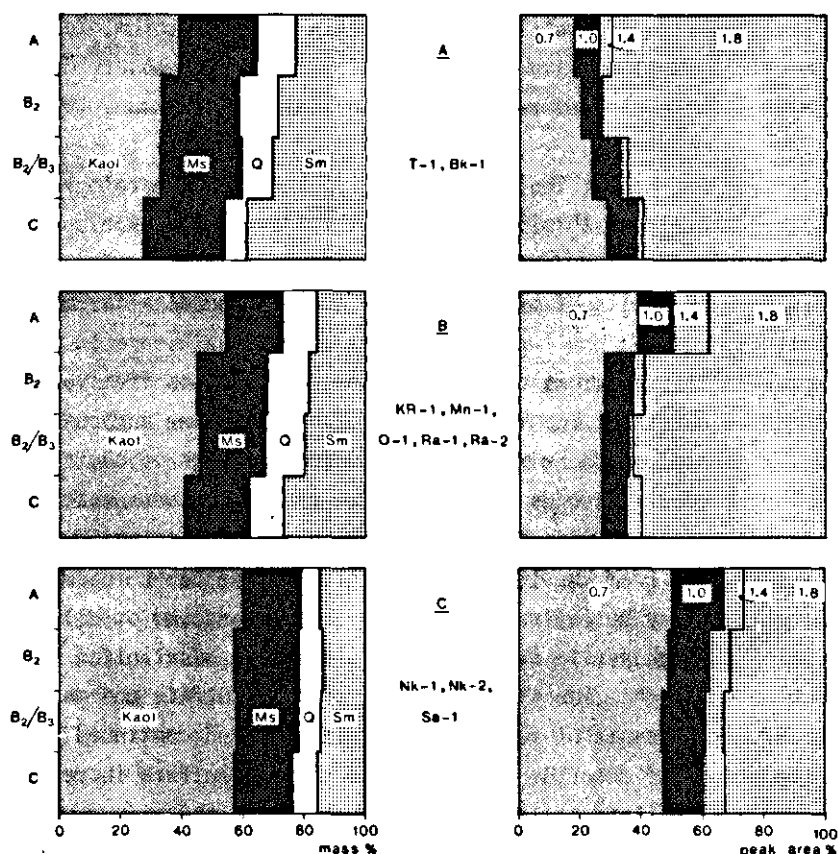 A
B₂
B₂/B₃
C
Kaol Ms Q Sm
A
T-1, Bk-1
0.7 1.0 1.4 1.8
A
B₂
B₂/B₃
C
Kaol Ms Q Sm
B
KR-1, Mn-1,
O-1, Ra-1, Ra-2
0.7 1.0 1.4 1.8
A
B₂
B₂/B₃
C
Kaol Ms Q Sm
C
Nk-1, Nk-2,
Sa-1
0.7 1.0 1.4 1.8
0 20 40 60 80 100
mass %
0 20 40 60 80 100
peak area %